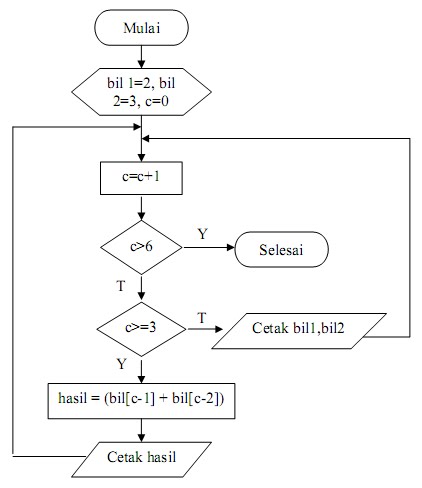 Mulai
bil 1=2, bil
2=3, c=0
c=c+1
c>6
Y
Selesai
T
c>=3
T
Cetak bil1,bil2
Y
hasil = (bil[c-1] + bil[c-2])
Cetak hasil